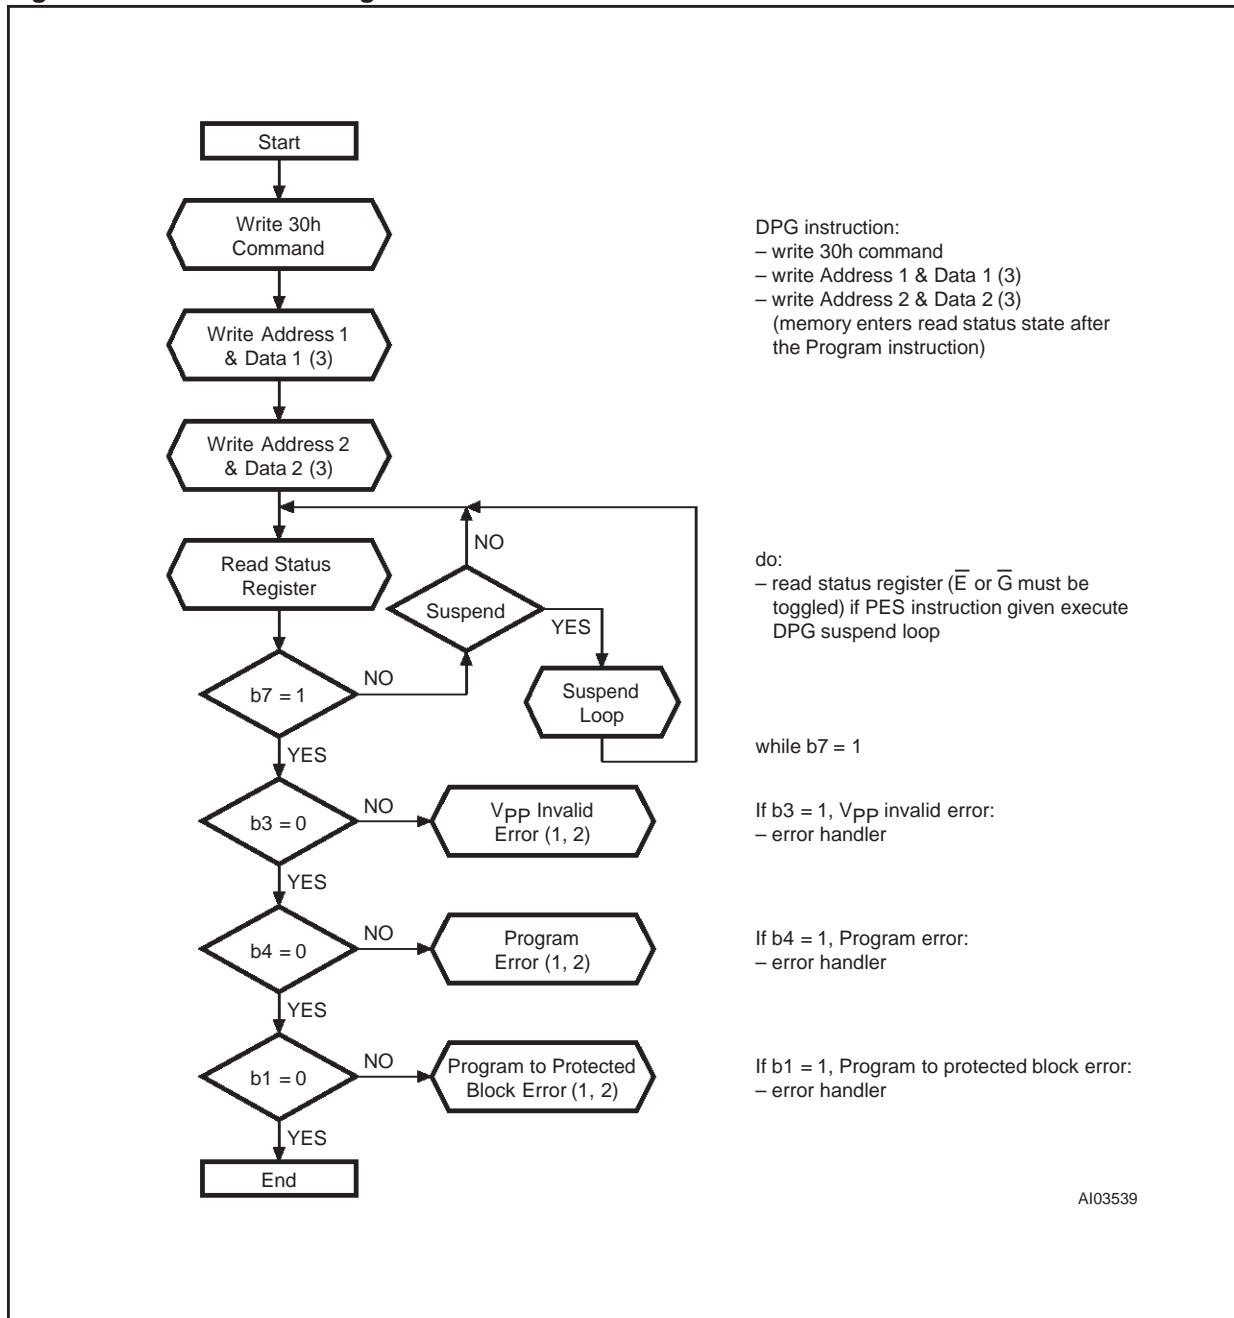 Start
Write 30h
Command
DPG instruction:
– write 30h command
– write Address 1 & Data 1 (3)
– write Address 2 & Data 2 (3)
(memory enters read status state after
the Program instruction)
Write Address 1
& Data 1 (3)
Write Address 2
& Data 2 (3)
Read Status
Register
NO
Suspend
YES
do:
– read status register (E̅ or G̅ must be
toggled) if PES instruction given execute
DPG suspend loop
b7 = 1
NO
Suspend
Loop
YES
while b7 = 1
b3 = 0
NO
VPP Invalid
Error (1, 2)
If b3 = 1, VPP invalid error:
– error handler
YES
b4 = 0
NO
Program
Error (1, 2)
If b4 = 1, Program error:
– error handler
YES
b1 = 0
NO
Program to Protected
Block Error (1, 2)
If b1 = 1, Program to protected block error:
– error handler
YES
End
AI03539